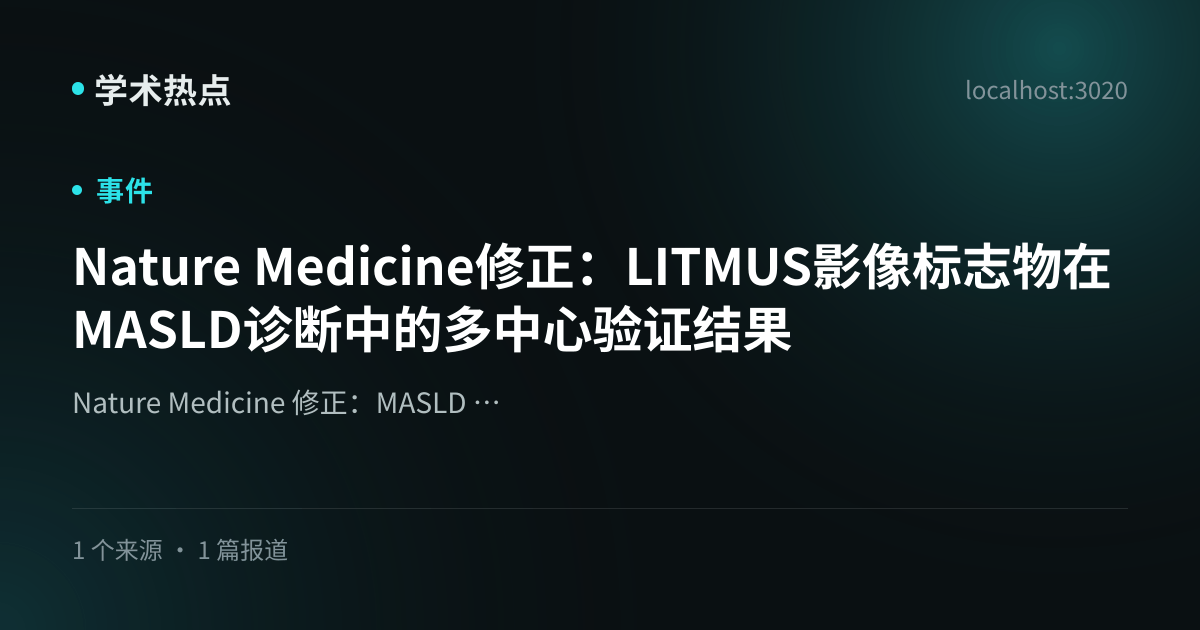 学术热点
localhost:3020
事件
Nature Medicine修正：LITMUS影像标志物在
MASLD诊断中的多中心验证结果
Nature Medicine 修正：MASLD …
1 个来源 · 1 篇报道